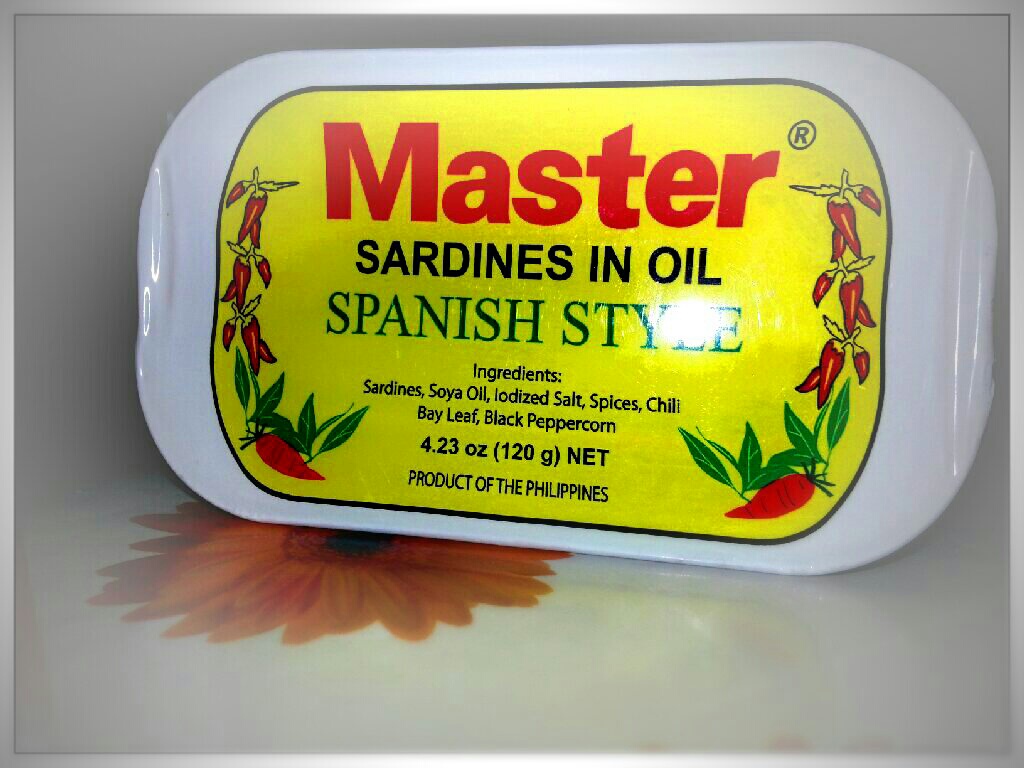 Master®
SARDINES IN OIL
SPANISH STYLE
Ingredients:
Sardines, Soya Oil, Iodized Salt, Spices, Chili
Bay Leaf, Black Peppercorn
4.23 oz (120 g) NET
PRODUCT OF THE PHILIPPINES